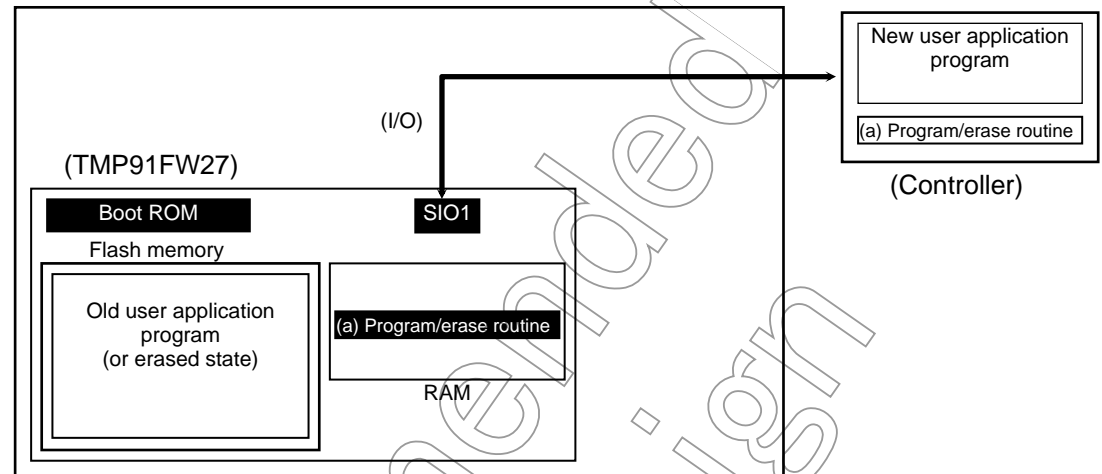 New user application
program
(a) Program/erase routine
(Controller)
(I/O)
(TMP91FW27)
Boot ROM
SIO1
Flash memory
Old user application
program
(or erased state)
(a) Program/erase routine
RAM